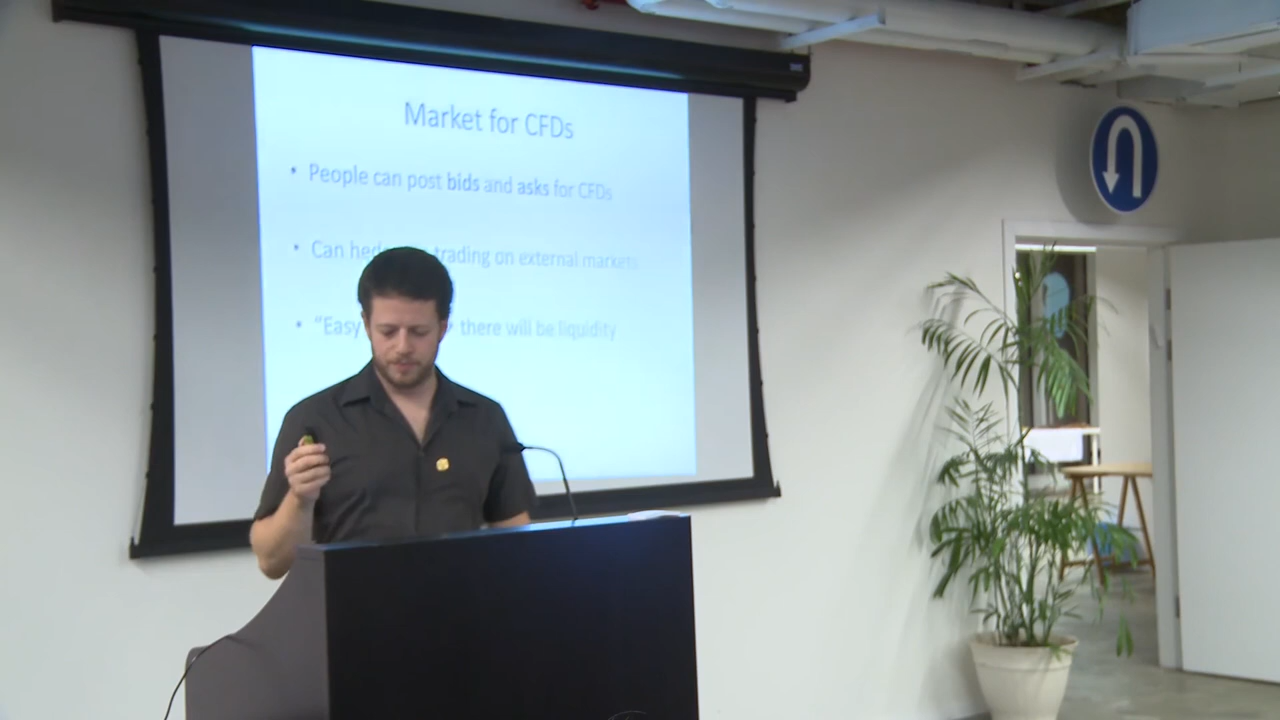 Market for CFDs
• People can post bids and asks for CFDs
• Can trading on external markets
• "Easy there will be liquidity